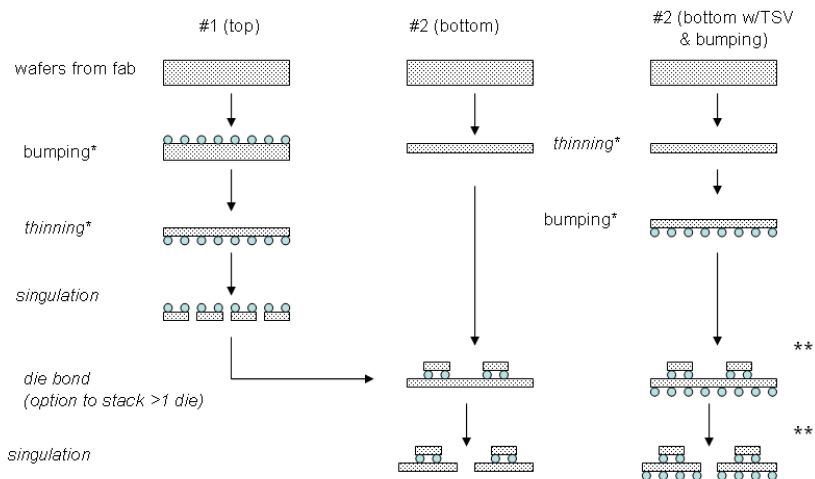 #1 (top)
#2 (bottom)
#2 (bottom w/TSV
& bumping)
wafers from fab
bumping*
thinning*
thinning*
bumping*
singulation
**
die bond
(option to stack >1 die)
**
singulation